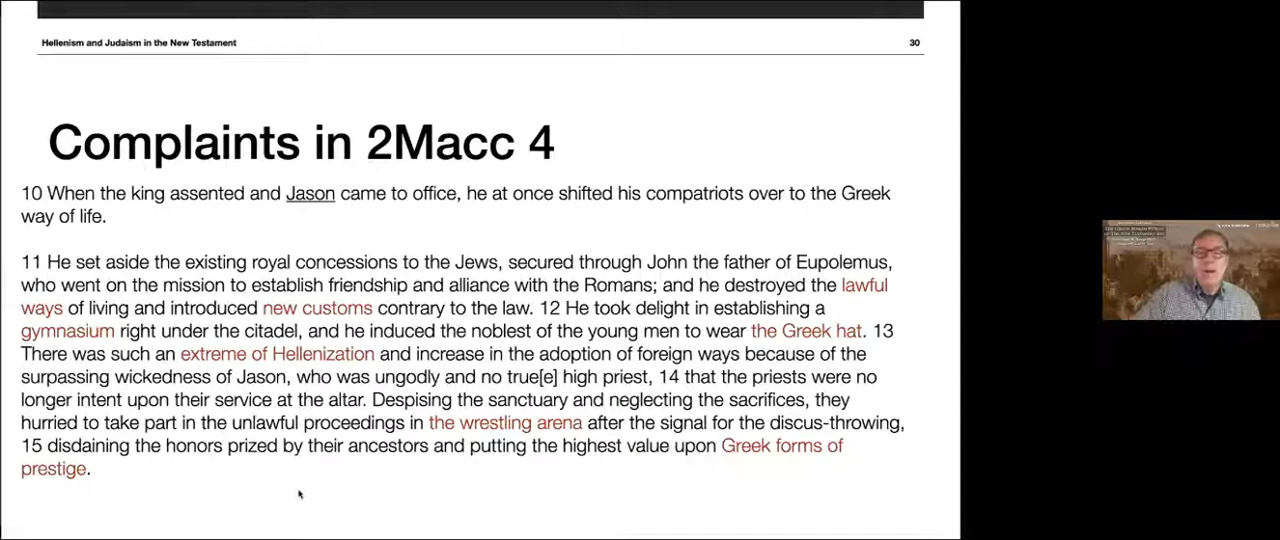 Hellenism and Judaism in the New Testament
30
Complaints in 2Macc 4
10 When the king assented and Jason came to office, he at once shifted his compatriots over to the Greek
way of life.
11 He set aside the existing royal concessions to the Jews, secured through John the father of Eupolemus,
who went on the mission to establish friendship and alliance with the Romans; and he destroyed the lawful
ways of living and introduced new customs contrary to the law. 12 He took delight in establishing a
gymnasium right under the citadel, and he induced the noblest of the young men to wear the Greek hat. 13
There was such an extreme of Hellenization and increase in the adoption of foreign ways because of the
surpassing wickedness of Jason, who was ungodly and no true[e] high priest, 14 that the priests were no
longer intent upon their service at the altar. Despising the sanctuary and neglecting the sacrifices, they
hurried to take part in the unlawful proceedings in the wrestling arena after the signal for the discus-throwing,
15 disdaining the honors prized by their ancestors and putting the highest value upon Greek forms of
prestige.